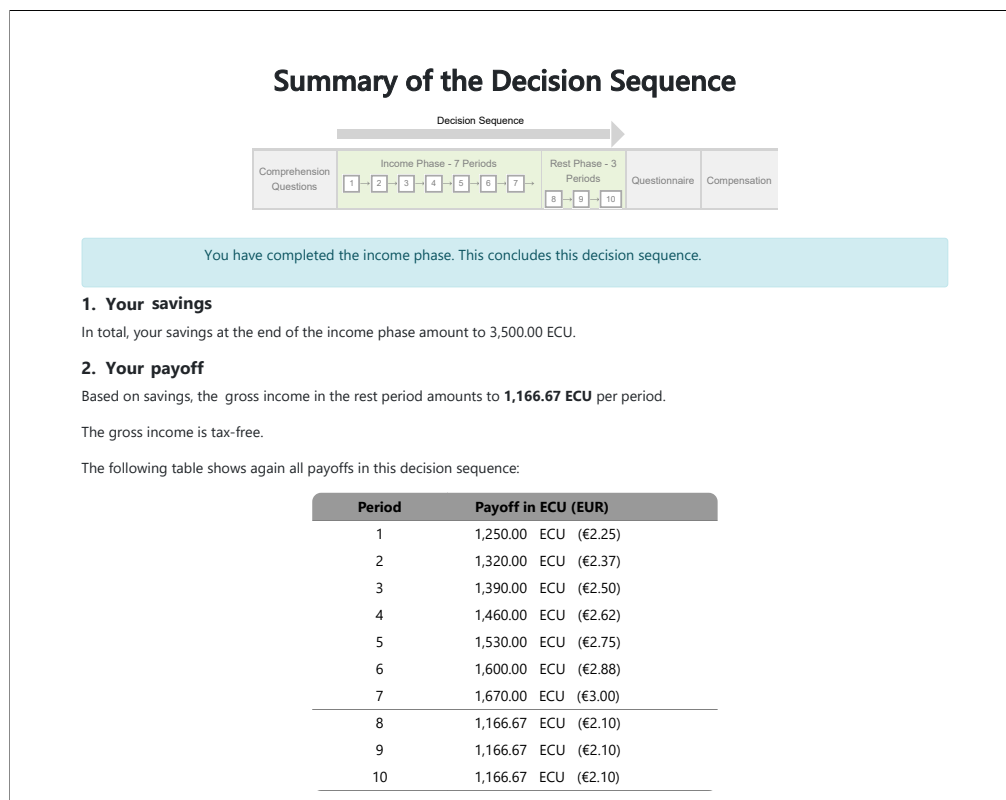 Summary of the Decision Sequence
Decision Sequence
Comprehension
Questions
Income Phase - 7 Periods
1 → 2 → 3 → 4 → 5 → 6 → 7 →
Rest Phase - 3
Periods
8 → 9 → 10
Questionnaire
Compensation
You have completed the income phase. This concludes this decision sequence.
1. Your savings
In total, your savings at the end of the income phase amount to 3,500.00 ECU.
2. Your payoff
Based on savings, the gross income in the rest period amounts to 1,166.67 ECU per period.
The gross income is tax-free.
The following table shows again all payoffs in this decision sequence:
Period Payoff in ECU (EUR)
1 1,250.00 ECU (€2.25)
2 1,320.00 ECU (€2.37)
3 1,390.00 ECU (€2.50)
4 1,460.00 ECU (€2.62)
5 1,530.00 ECU (€2.75)
6 1,600.00 ECU (€2.88)
7 1,670.00 ECU (€3.00)
8 1,166.67 ECU (€2.10)
9 1,166.67 ECU (€2.10)
10 1,166.67 ECU (€2.10)